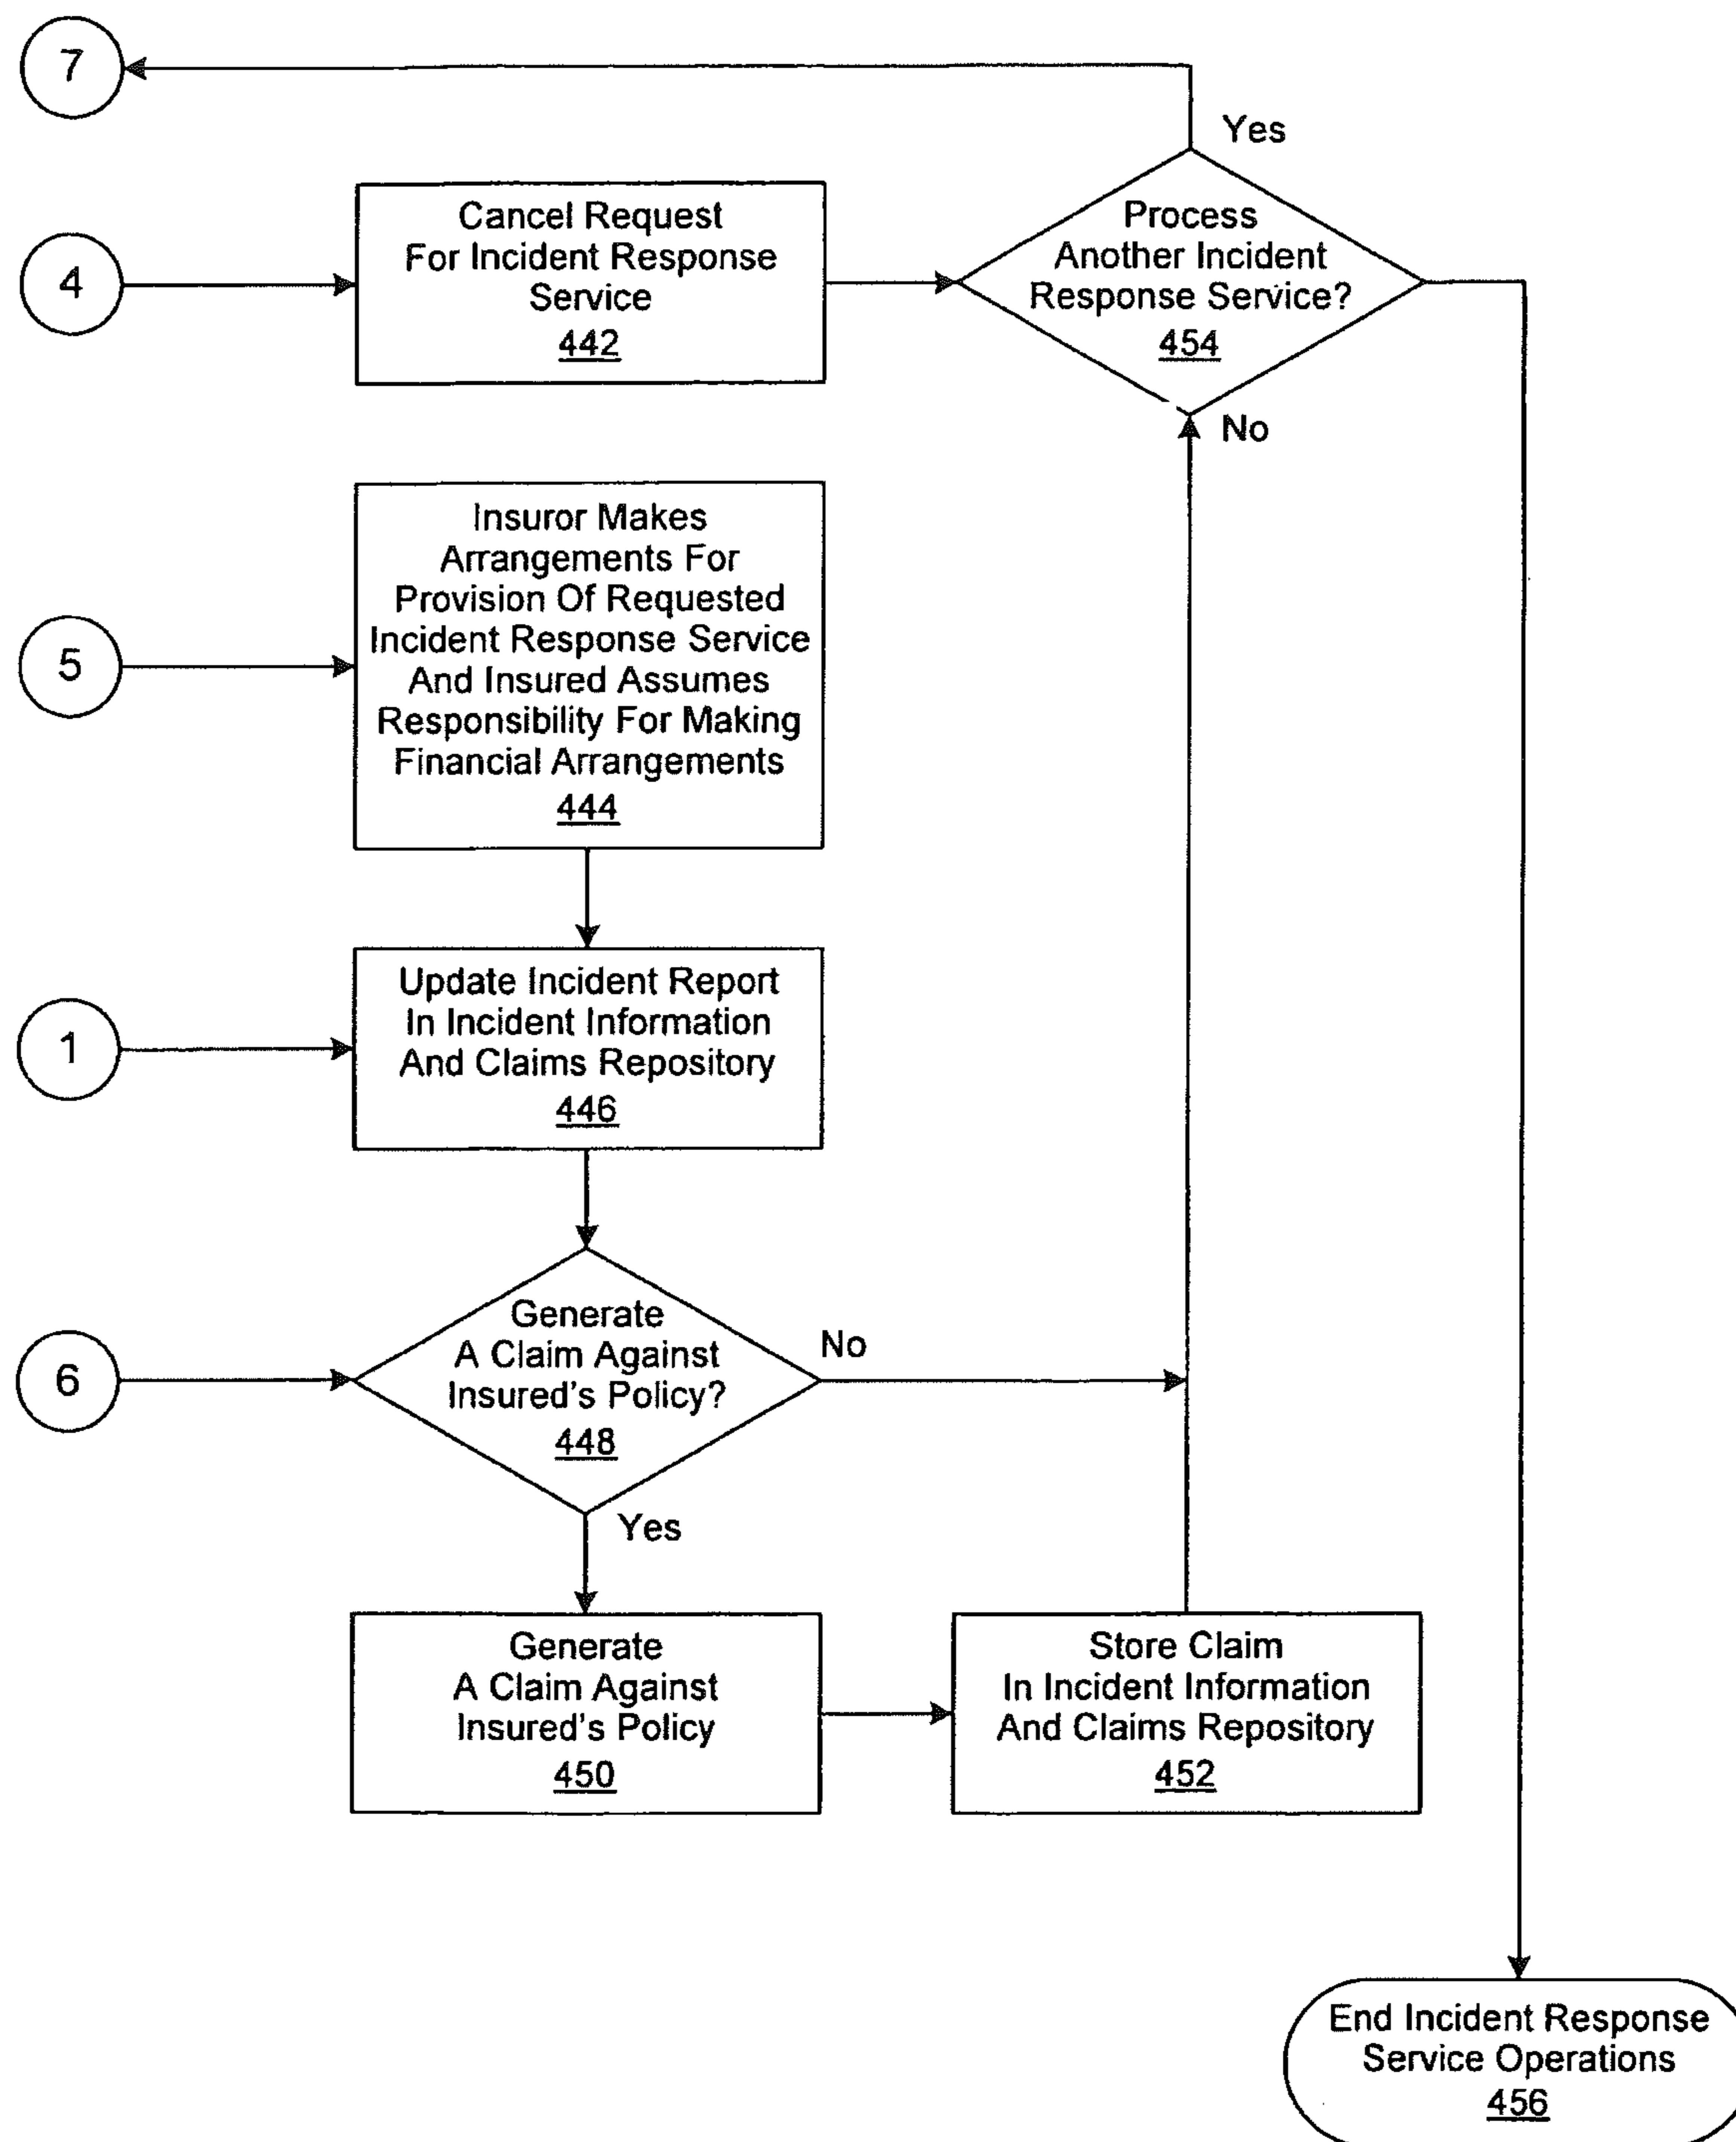 7
Yes
4
Cancel Request
For Incident Response
Service
442
Process
Another Incident
Response Service?
454
No
5
Insuror Makes
Arrangements For
Provision Of Requested
Incident Response Service
And Insured Assumes
Responsibility For Making
Financial Arrangements
444
1
Update Incident Report
In Incident Information
And Claims Repository
446
6
Generate
A Claim Against
Insured's Policy?
448
No
Yes
Generate
A Claim Against
Insured's Policy
450
Store Claim
In Incident Information
And Claims Repository
452
End Incident Response
Service Operations
456